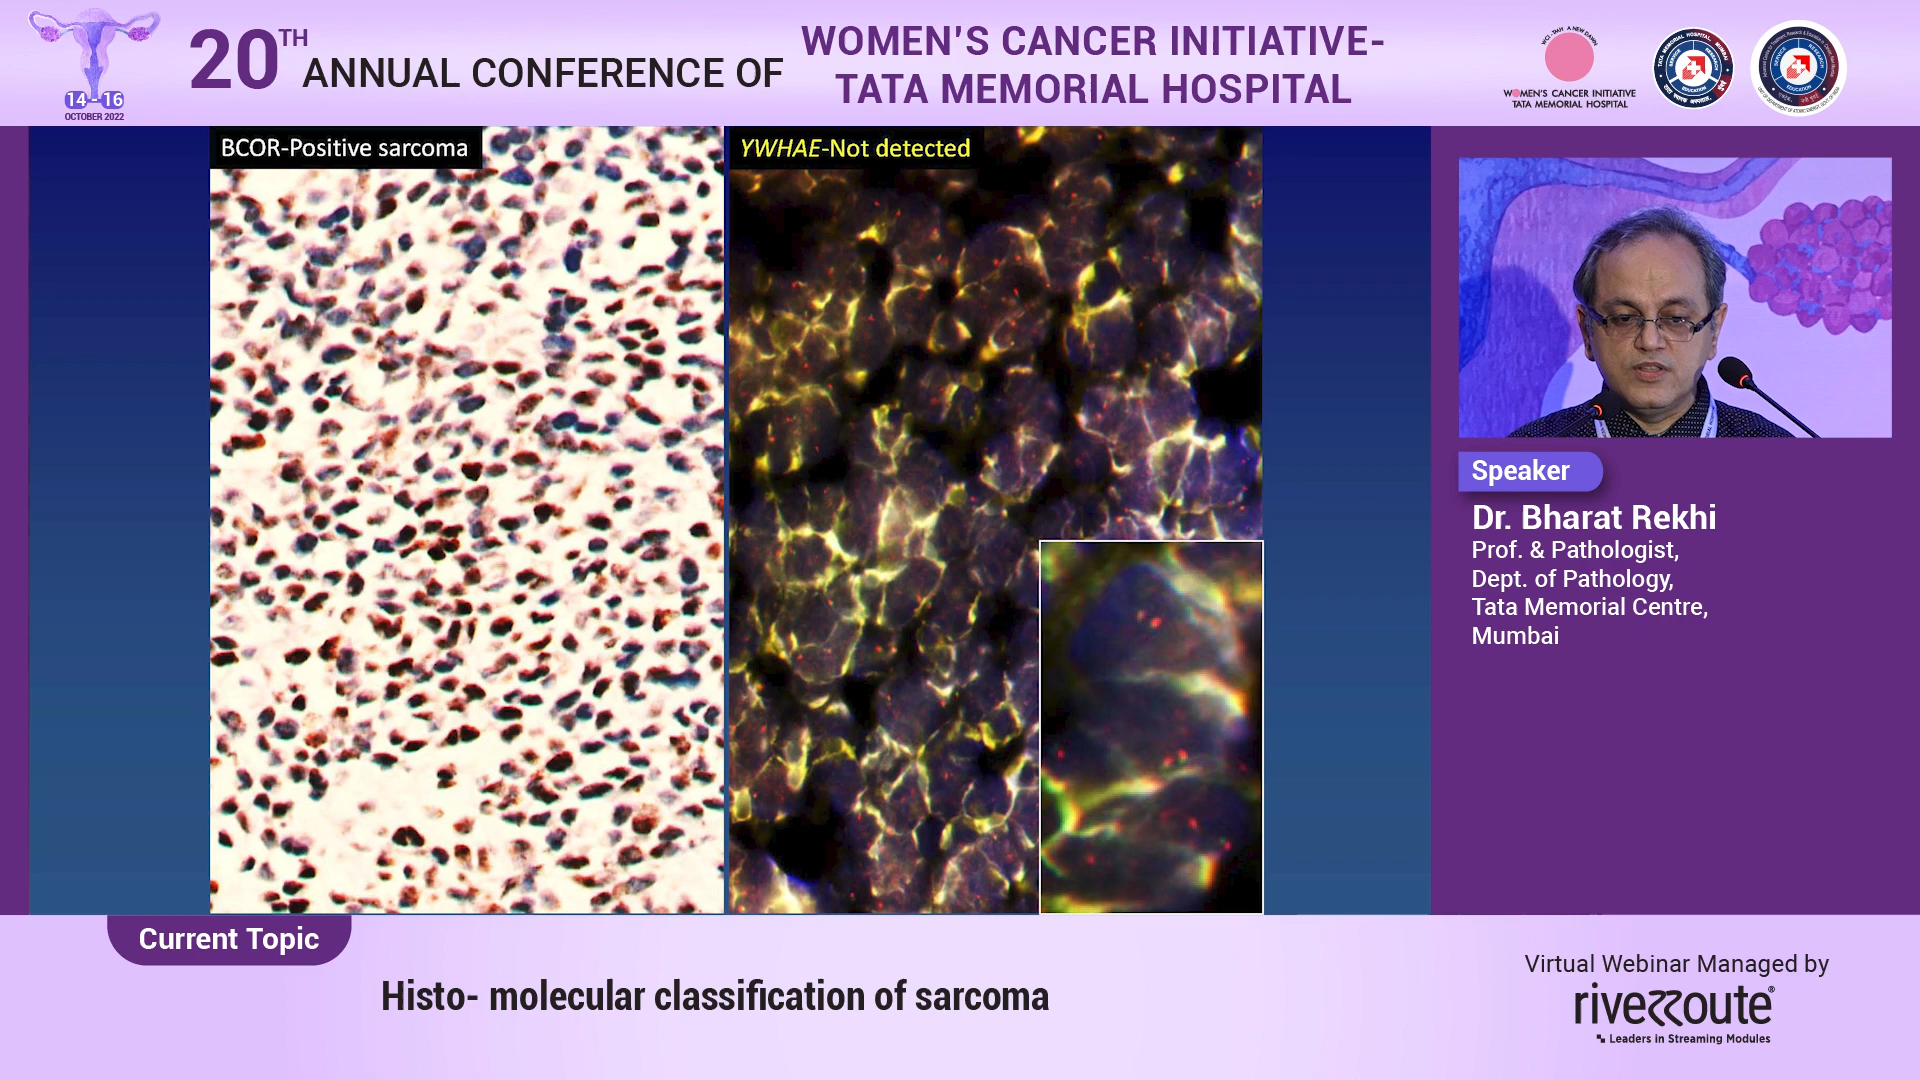 20TH ANNUAL CONFERENCE OF
WOMEN'S CANCER INITIATIVE-
TATA MEMORIAL HOSPITAL
14 - 16
OCTOBER 2022
WOMEN'S CANCER INITIATIVE
TATA MEMORIAL HOSPITAL
BCOR-Positive sarcoma
YWHAE-Not detected
Speaker
Dr. Bharat Rekhi
Prof. & Pathologist,
Dept. of Pathology,
Tata Memorial Centre,
Mumbai
Current Topic
Histo- molecular classification of sarcoma
Virtual Webinar Managed by
riverroute®
Leaders in Streaming Modules